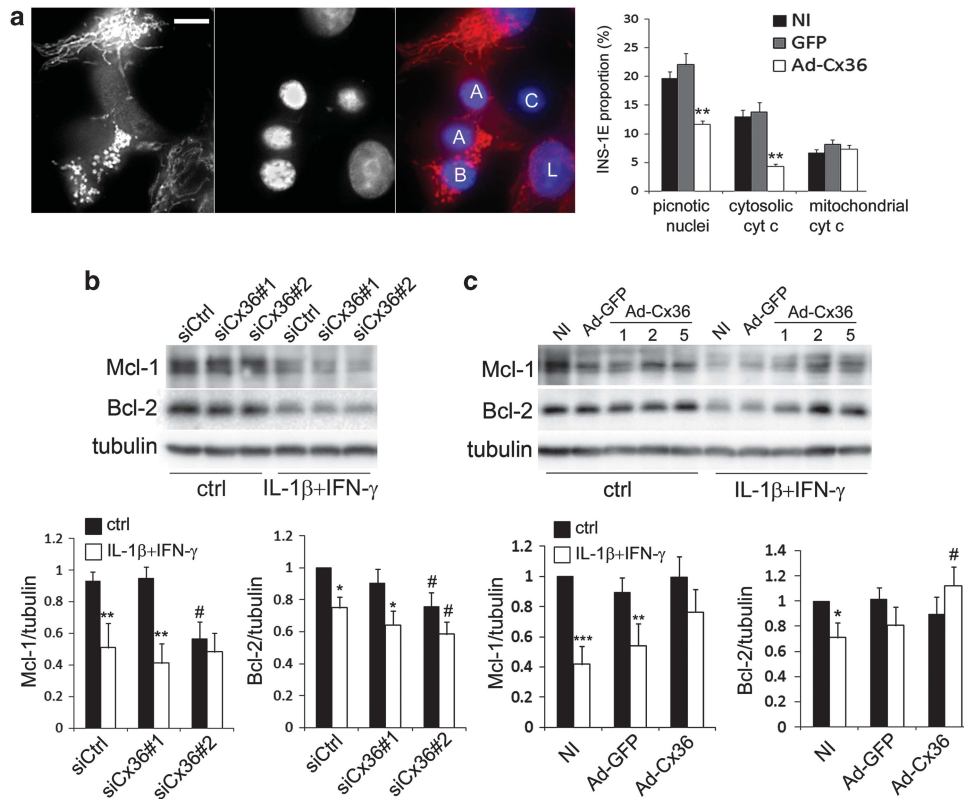 a
A
C
A
B
L
INS-1E proportion (%)
30
25
20
15
10
5
0
NI
GFP
Ad-Cx36
**
**
picnotic nuclei
cytosolic cyt c
mitochondrial cyt c
b
siCtrl
siCx36#1
siCx36#2
siCtrl
siCx36#1
siCx36#2
Mcl-1
Bcl-2
tubulin
ctrl
IL-1β+IFN-γ
ctrl
IL-1β+IFN-γ
Mcl-1/tubulin
1.2
1
0.8
0.6
0.4
0.2
0
**
**
#
siCtrl
siCx36#1
siCx36#2
Bcl-2/tubulin
1.2
1
0.8
0.6
0.4
0.2
0
*
*
#
#
siCtrl
siCx36#1
siCx36#2
c
NI
Ad-GFP
Ad-Cx36
1 2 5
NI
Ad-GFP
Ad-Cx36
1 2 5
Mcl-1
Bcl-2
tubulin
ctrl
IL-1β+IFN-γ
ctrl
IL-1β+IFN-γ
Mcl-1/tubulin
1.2
1
0.8
0.6
0.4
0.2
0
***
**
NI
Ad-GFP
Ad-Cx36
Bcl-2/tubulin
1.4
1.2
1
0.8
0.6
0.4
0.2
0
*
#
NI
Ad-GFP
Ad-Cx36